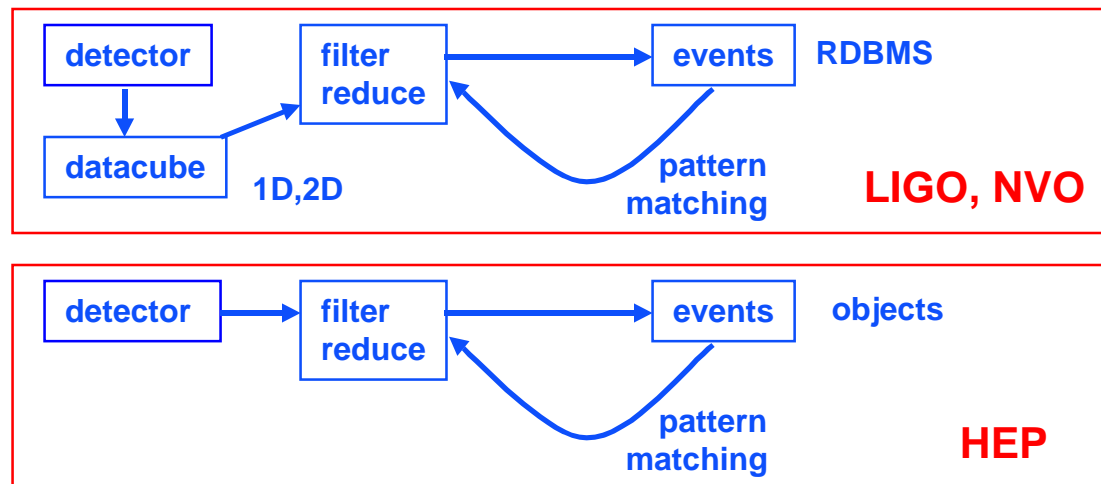 detector
filter
reduce
events
RDBMS
datacube
1D,2D
pattern
matching
LIGO, NVO
detector
filter
reduce
events
objects
pattern
matching
HEP